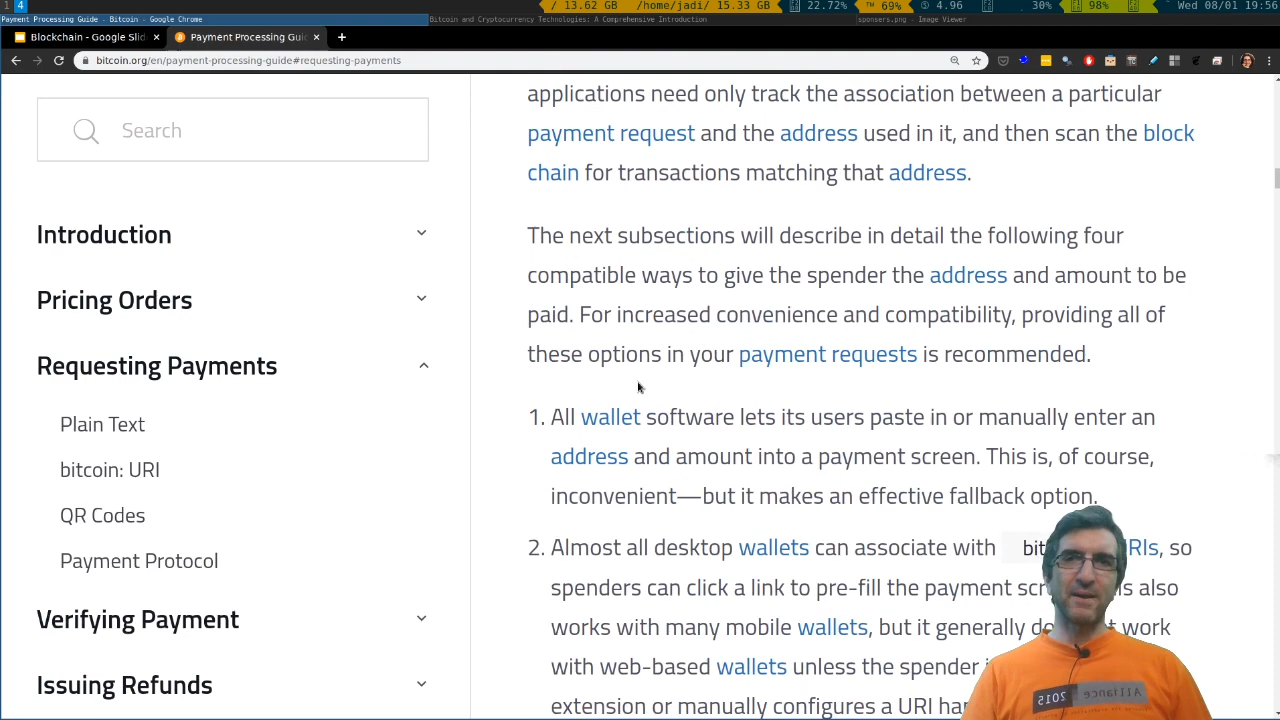 1 4 / 13.62 GB /home/jadi/ 15.33 GB 22.72% 69% 4.96 30% 98% Wed 08/01 19:56
Payment Processing Guide - Bitcoin - Google Chrome
Bitcoin and Cryptocurrency Technologies: A Comprehensive Introduction
sponsers.png - Image Viewer
Blockchain - Google Slid
Payment Processing Gui
bitcoin.org/en/payment-processing-guide#requesting-payments
Search
Introduction
Pricing Orders
Requesting Payments
Plain Text
bitcoin: URI
QR Codes
Payment Protocol
Verifying Payment
Issuing Refunds
applications need only track the association between a particular
payment request and the address used in it, and then scan the block
chain for transactions matching that address.
The next subsections will describe in detail the following four
compatible ways to give the spender the address and amount to be
paid. For increased convenience and compatibility, providing all of
these options in your payment requests is recommended.
1. All wallet software lets its users paste in or manually enter an
address and amount into a payment screen. This is, of course,
inconvenient—but it makes an effective fallback option.
2. Almost all desktop wallets can associate with bit RIs, so
spenders can click a link to pre-fill the payment scr is also
works with many mobile wallets, but it generally do t work
with web-based wallets unless the spender i
extension or manually configures a URI ha
Alliance
2015